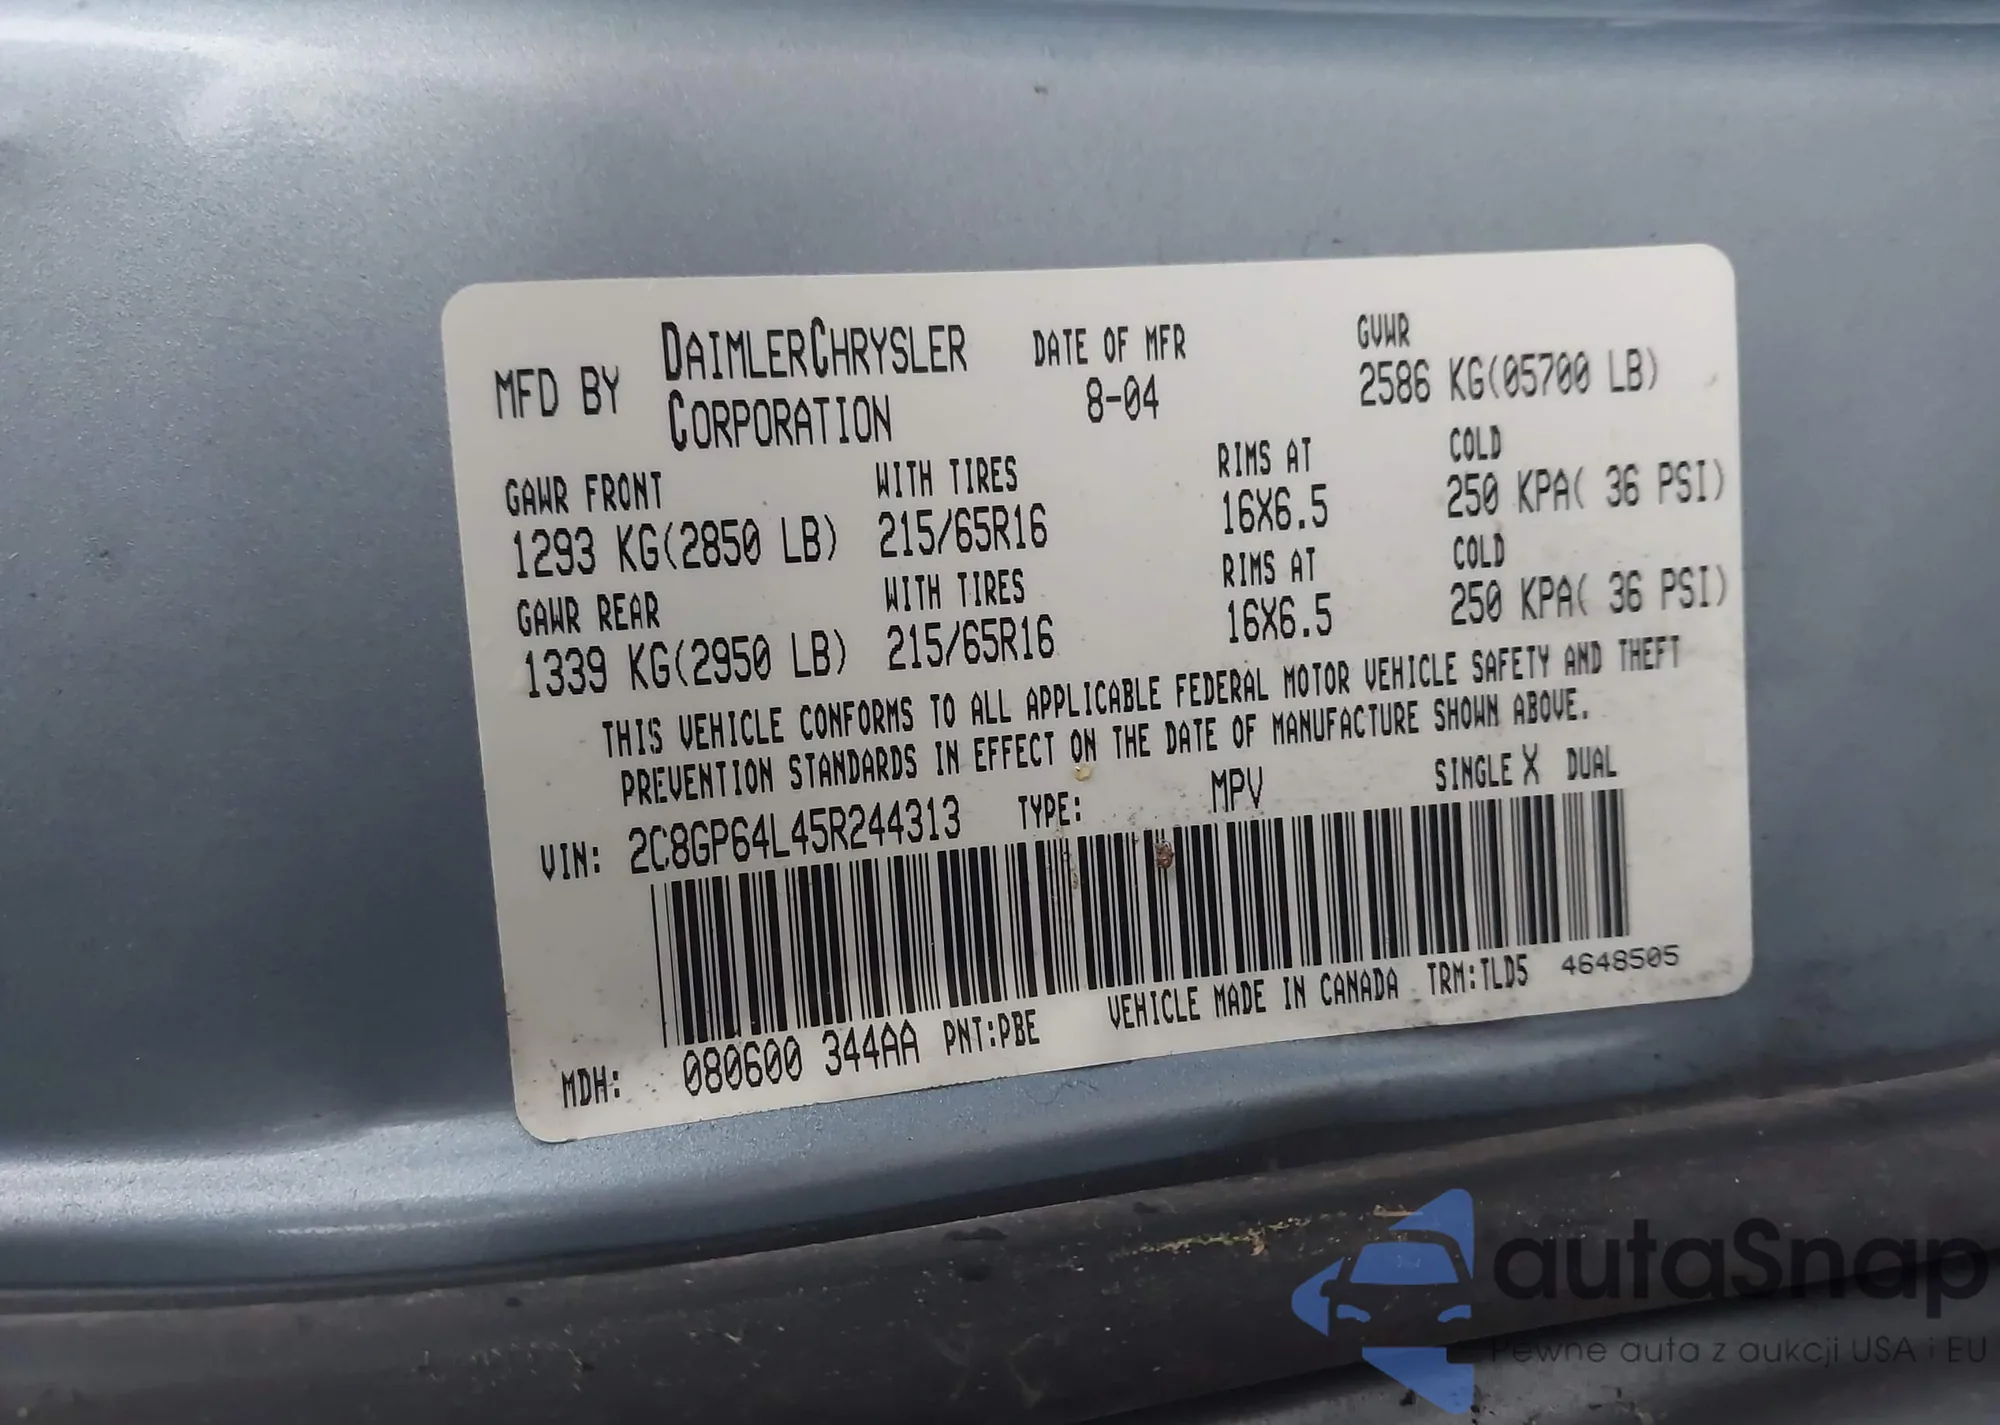 MFD BY DAIMLERCHRYSLER CORPORATION
DATE OF MFR
8-04
GVWR
2586 KG(05700 LB)
GAWR FRONT WITH TIRES RIMS AT COLD
1293 KG(2850 LB) 215/65R16 16X6.5 250 KPA( 36 PSI)
GAWR REAR WITH TIRES RIMS AT COLD
1339 KG(2950 LB) 215/65R16 16X6.5 250 KPA( 36 PSI)
THIS VEHICLE CONFORMS TO ALL APPLICABLE FEDERAL MOTOR VEHICLE SAFETY AND THEFT
PREVENTION STANDARDS IN EFFECT ON THE DATE OF MANUFACTURE SHOWN ABOVE.
VIN: 2C8GP64L45R244313 TYPE: MPV SINGLE X DUAL
MDH: 080600 344AA PNT:PBE VEHICLE MADE IN CANADA TRM:TLD5 4648505
autaSnap
Pewne auta z aukcji USA i EU